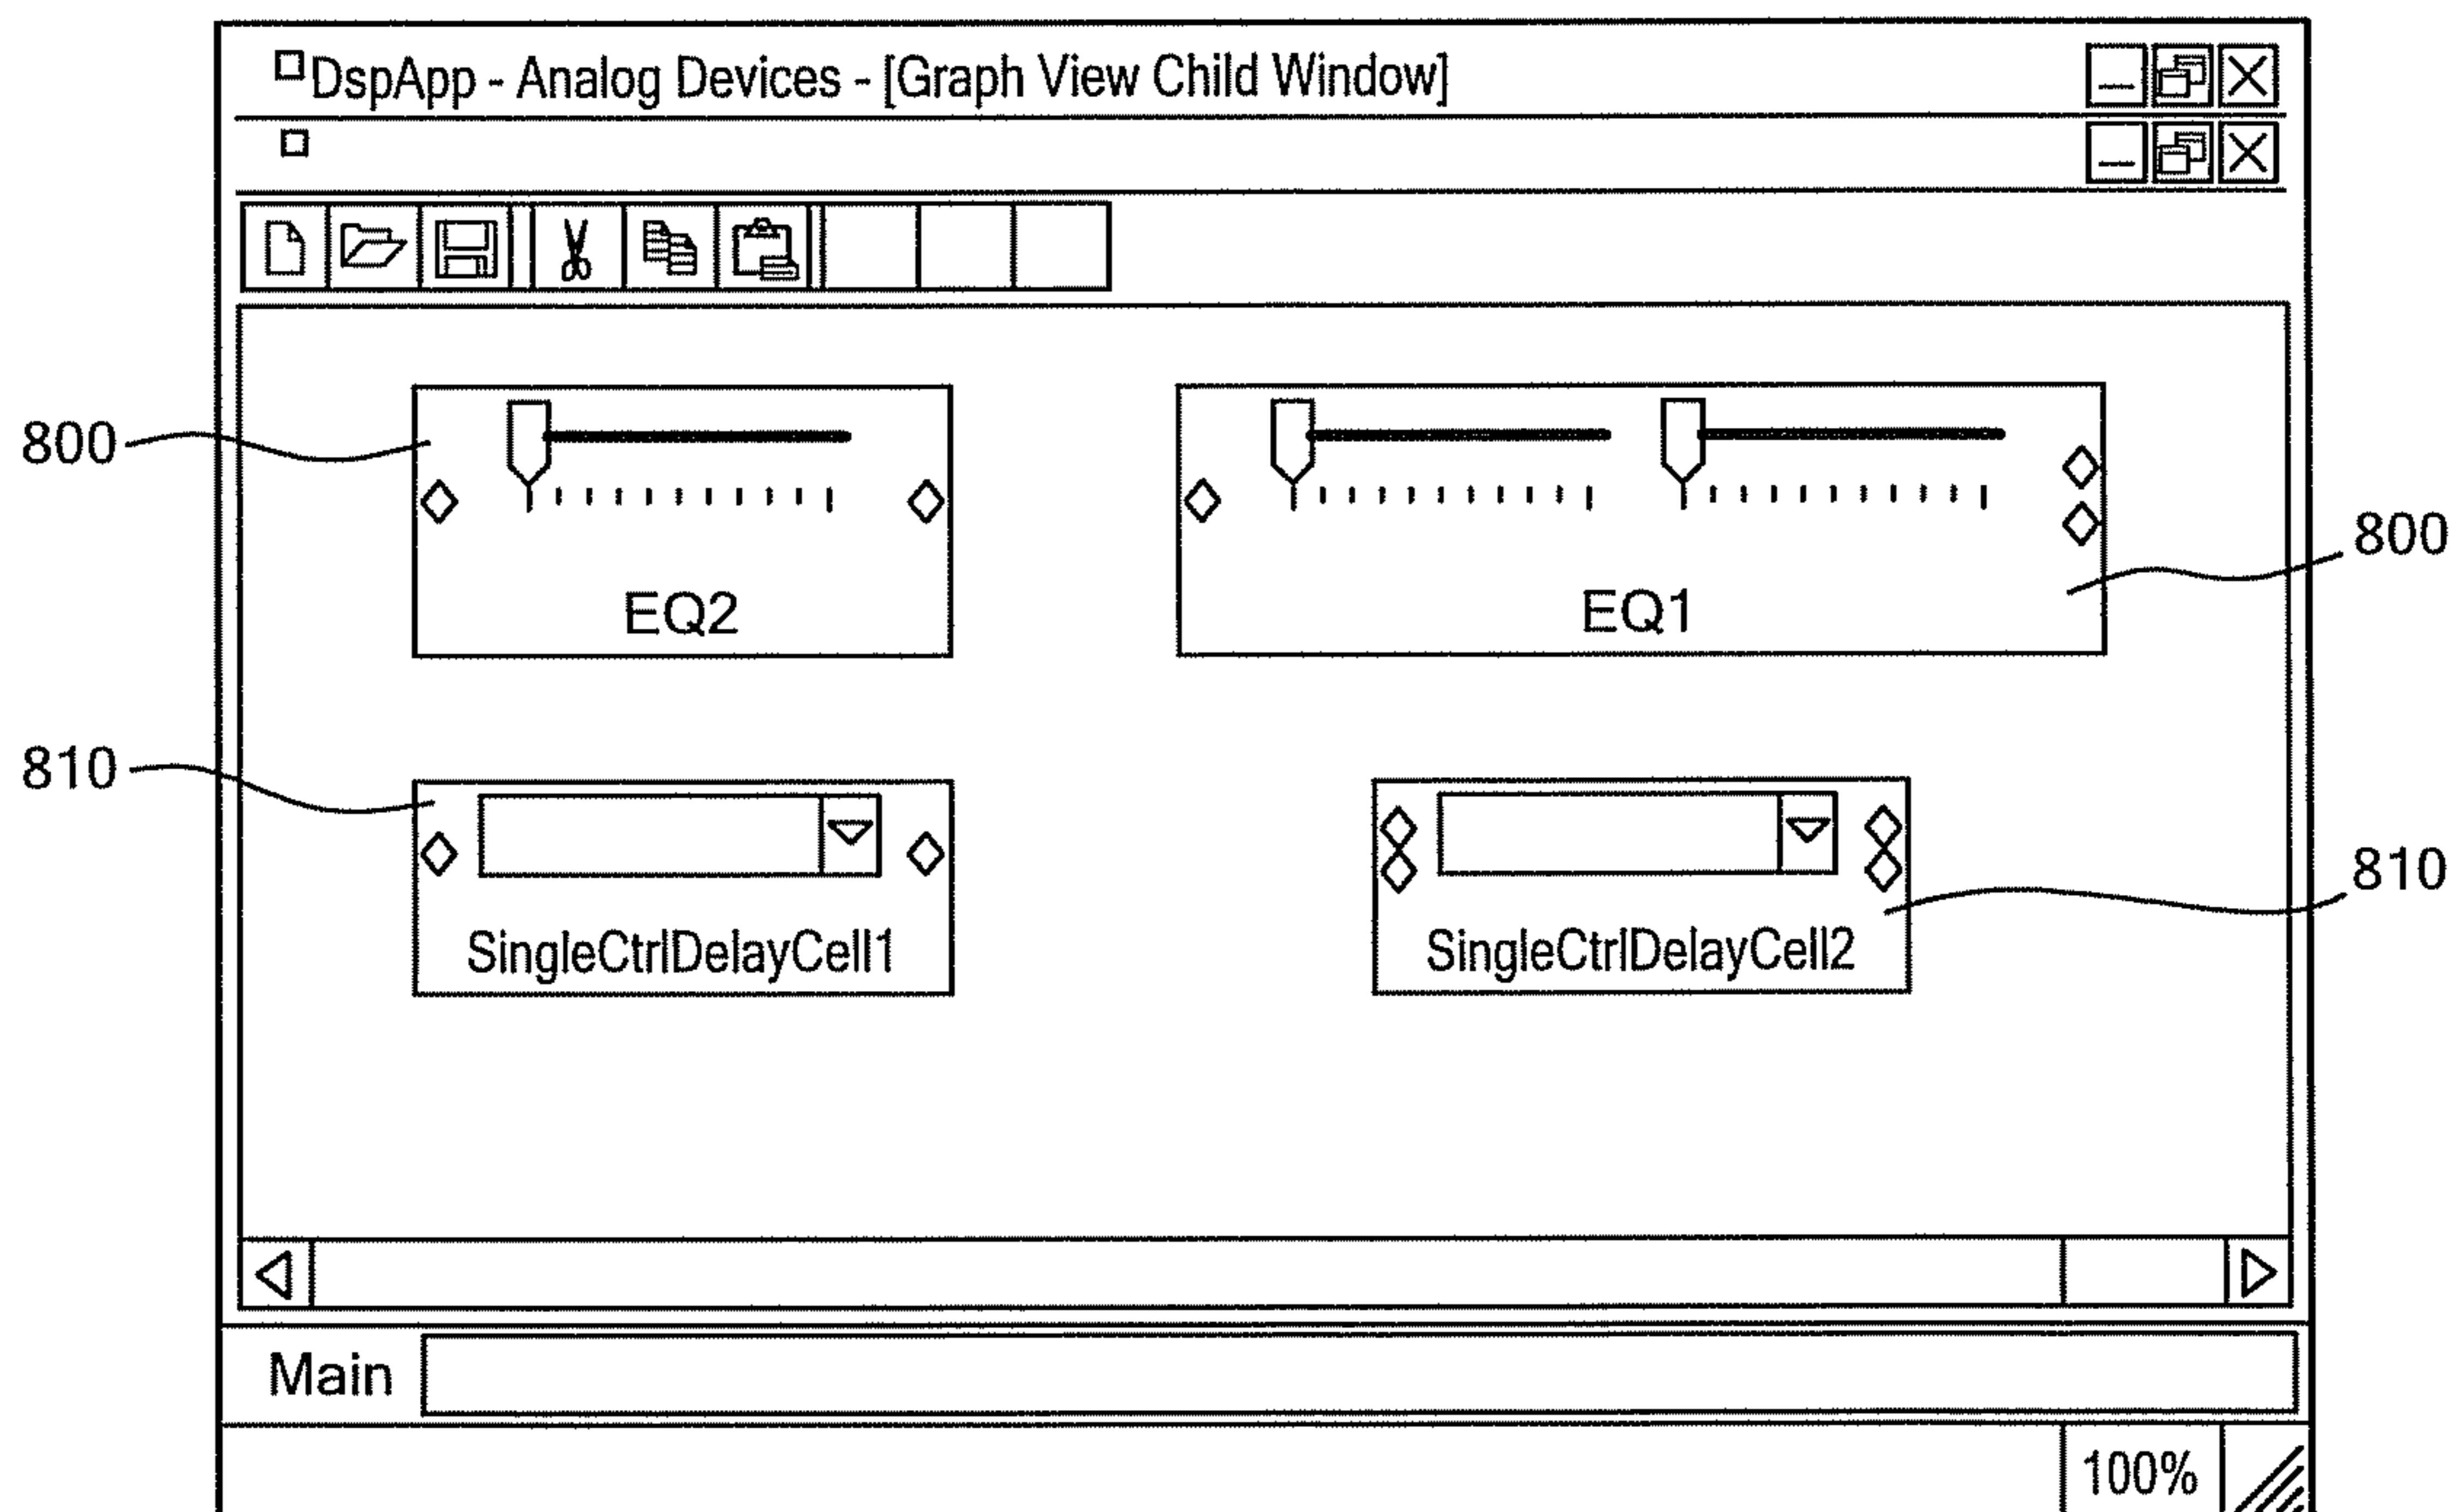 DspApp - Analog Devices - [Graph View Child Window]
800
EQ2
EQ1
800
810
SingleCtrlDelayCell1
SingleCtrlDelayCell2
810
Main
100%